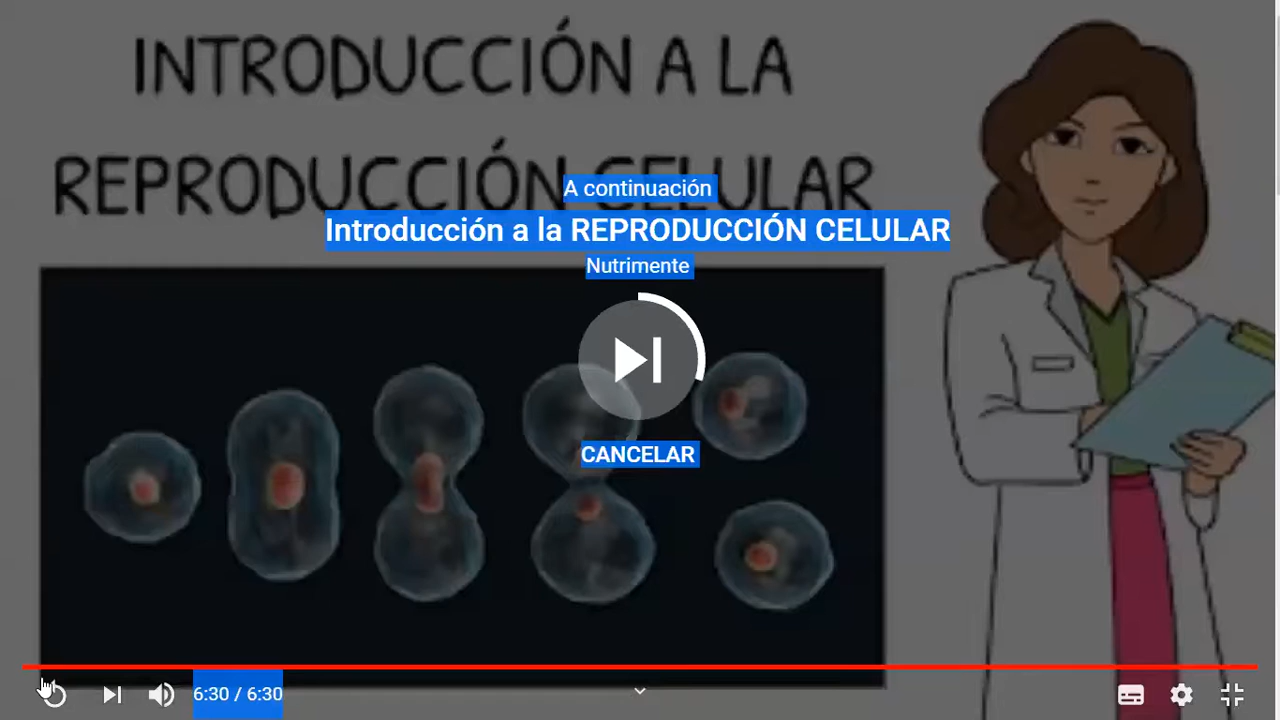 INTRODUCCIÓN A LA
REPRODUCCIÓN CELULAR
A continuación
Introducción a la REPRODUCCIÓN CELULAR
Nutrimente
CANCELAR
6:30 / 6:30